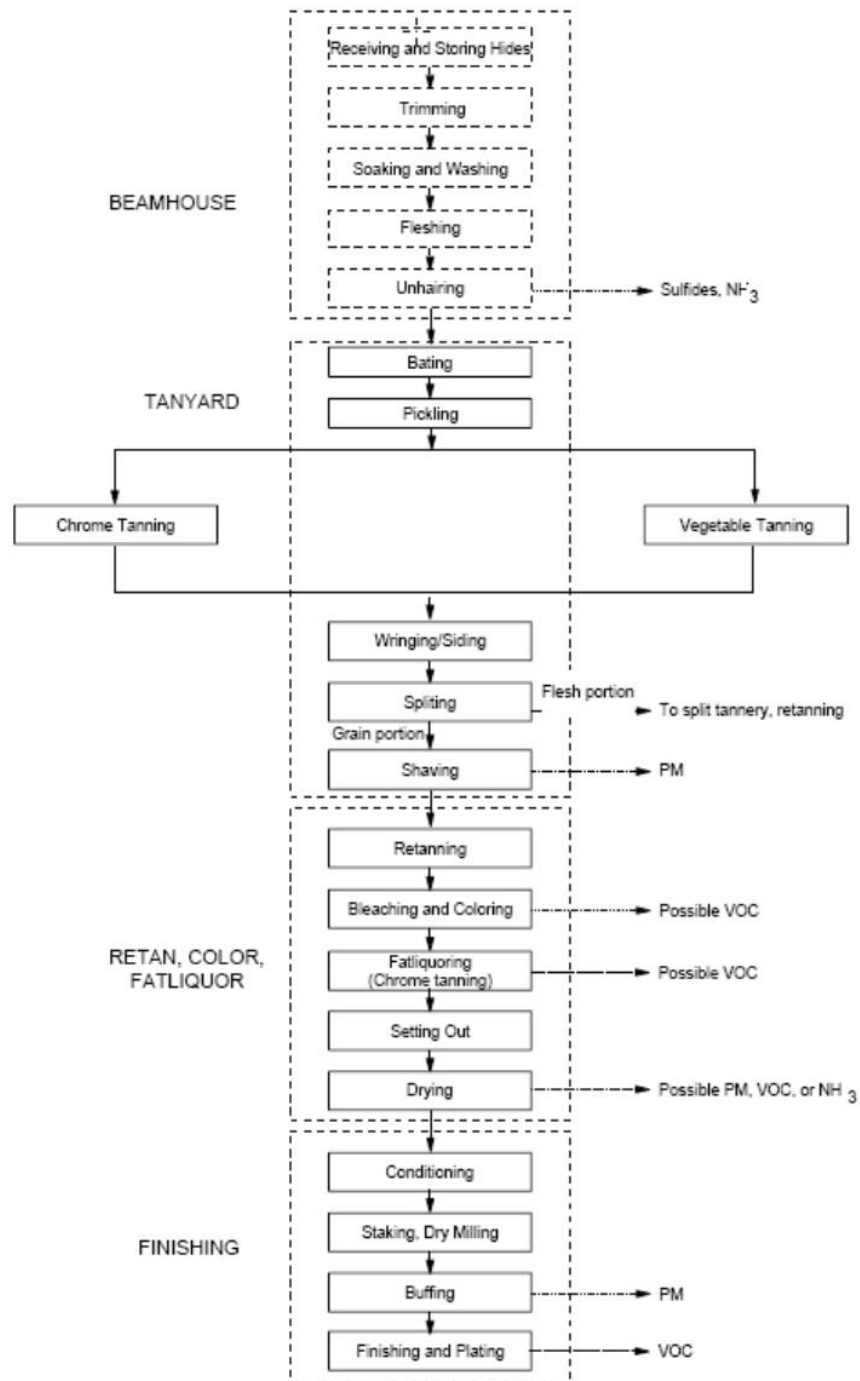 Receiving and Storing Hides
Trimming
Soaking and Washing
BEAMHOUSE
Fleshing
Unhairing
Sulfides, NH3
Bating
TANYARD
Pickling
Chrome Tanning
Vegetable Tanning
Wringing/Siding
Flesh portion
Spliting
To split tannery, retanning
Grain portion
Shaving
PM
Retanning
Bleaching and Coloring
Possible VOC
RETAN, COLOR,
FATLIQUOR
Fatliquoring
(Chrome tanning)
Possible VOC
Setting Out
Drying
Possible PM, VOC, or NH 3
Conditioning
Staking, Dry Milling
FINISHING
Buffing
PM
Finishing and Plating
VOC